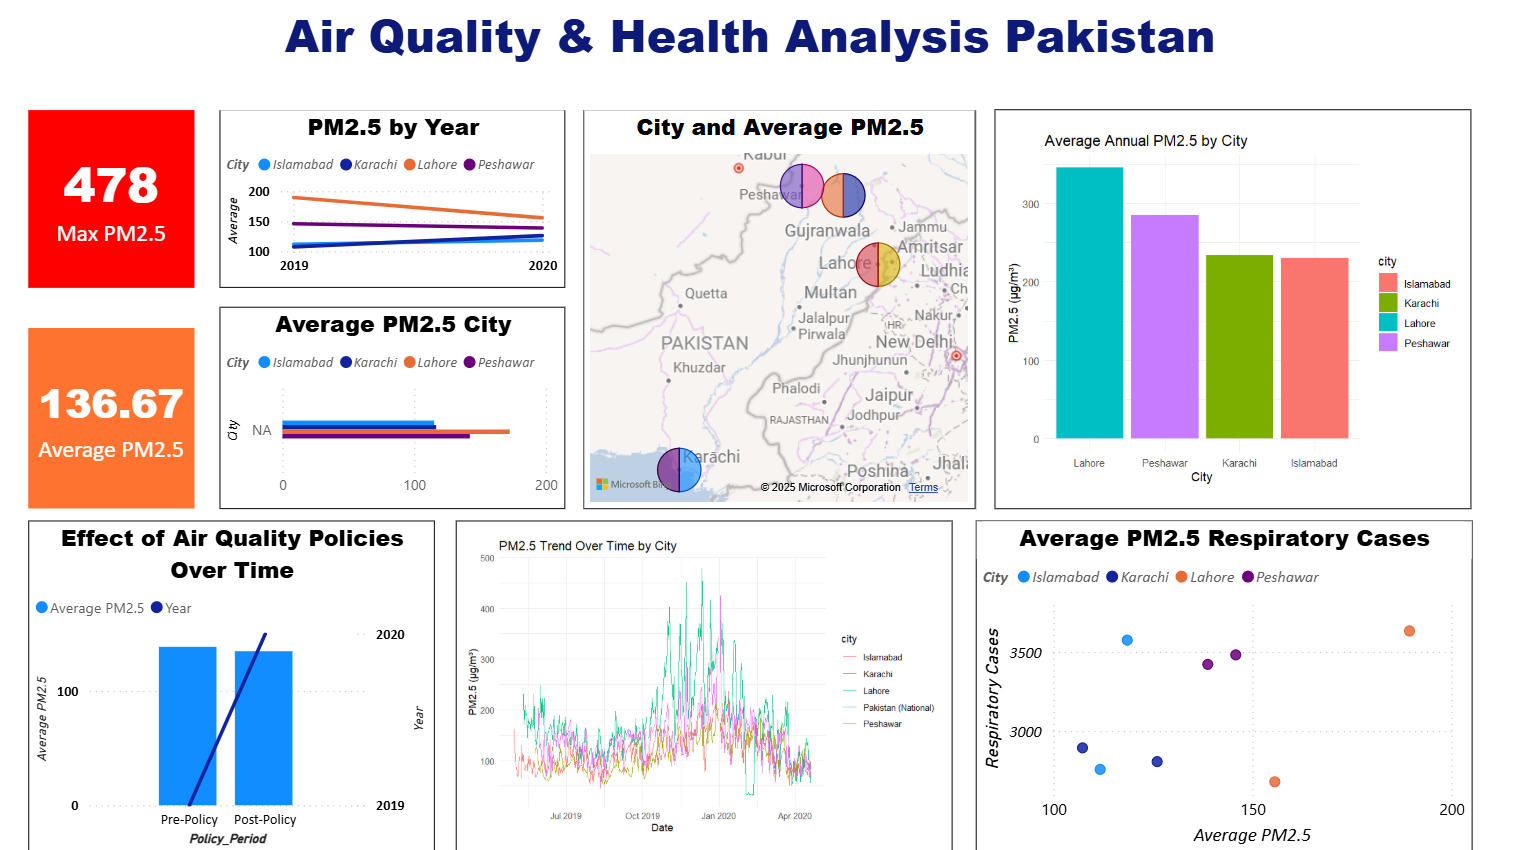 Air Quality & Health Analysis Pakistan
478
Max PM2.5
136.67
Average PM2.5
PM2.5 by Year
City Islamabad Karachi Lahore Peshawar
Average
200
150
100
2019 2020
Average PM2.5 City
City Islamabad Karachi Lahore Peshawar
City
NA
0 100 200
City and Average PM2.5
Kabul
Peshawar
Gujranwala
Jammu
Amritsar
Lahore
Ludhia
Ch
Quetta
Multan
Nakur
Jalalpur
Pirwala
HR
PAKISTAN
New Delhi
Jhunjhunun
Khuzdar
Phalodi
Jaipur
RAJASTHAN
Jodhpur
Karachi
Poshina
Jhal
Microsoft Bin
© 2025 Microsoft Corporation Terms
Average Annual PM2.5 by City
PM2.5 (µg/m³)
300
200
100
0
Lahore Peshawar Karachi Islamabad
City
city
Islamabad
Karachi
Lahore
Peshawar
Effect of Air Quality Policies
Over Time
Average PM2.5 Year
Average PM2.5
100
0
2020
2019
Year
Pre-Policy Post-Policy
Policy_Period
PM2.5 Trend Over Time by City
PM2.5 (µg/m³)
500
400
300
200
100
Jul 2019 Oct 2019 Jan 2020 Apr 2020
Date
city
Islamabad
Karachi
Lahore
Pakistan (National)
Peshawar
Average PM2.5 Respiratory Cases
City Islamabad Karachi Lahore Peshawar
Respiratory Cases
3500
3000
100 150 200
Average PM2.5